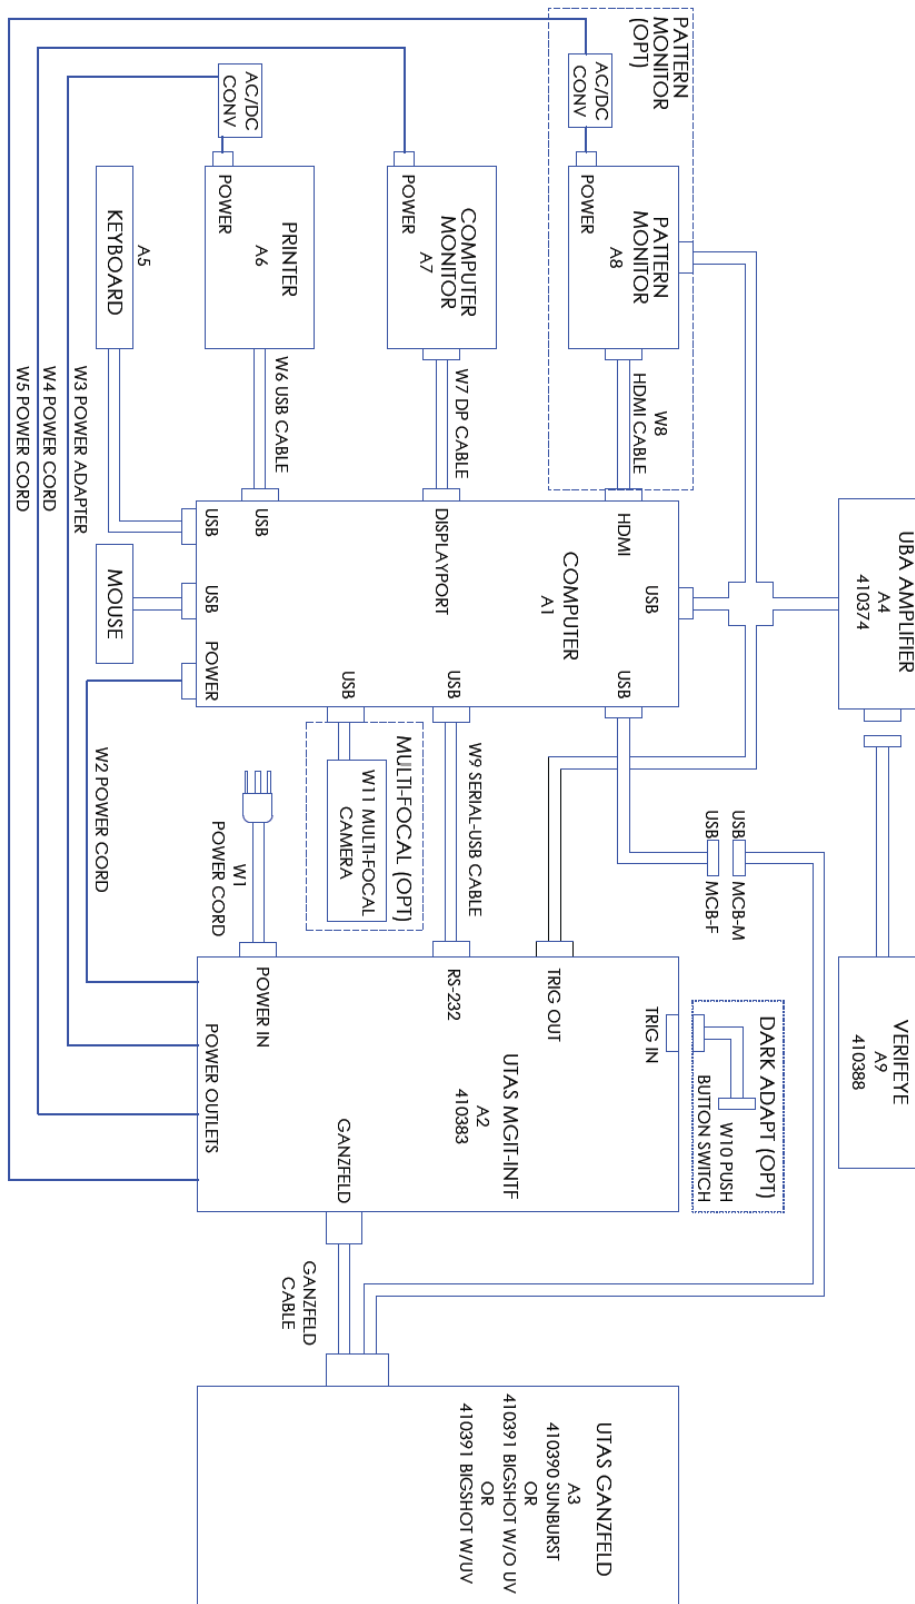 PATTERN
MONITOR
(OPT)
AC/DC
CONV
POWER
PATTERN
MONITOR
A8
W8
HDMI CABLE
AC/DC
CONV
POWER
COMPUTER
MONITOR
A7
W7 DP CABLE
POWER
PRINTER
A6
W6 USB CABLE
A5
KEYBOARD
W3 POWER ADAPTER
W4 POWER CORD
W5 POWER CORD
UBA AMPLIFIER
A4
410374
HDMI
USB
USB
COMPUTER
A1
DISPLAYPORT
USB
USB
USB
USB
USB
POWER
MOUSE
W2 POWER CORD
W1
POWER CORD
MULTI-FOCAL (OPT)
W11 MULTI-FOCAL
CAMERA
W9 SERIAL-USB CABLE
USB MCB-M
USB MCB-F
VERIFEYE
A9
410388
DARK ADAPT (OPT)
W10 PUSH
BUTTON SWITCH
TRIG IN
TRIG OUT
RS-232
POWER IN
UTAS MGIT-INTF
A2
410383
GANZFELD
POWER OUTLETS
GANZFELD
CABLE
UTAS GANZFELD
A3
410390 SUNBURST
OR
410391 BIGSHOT W/O UV
OR
410391 BIGSHOT W/UV